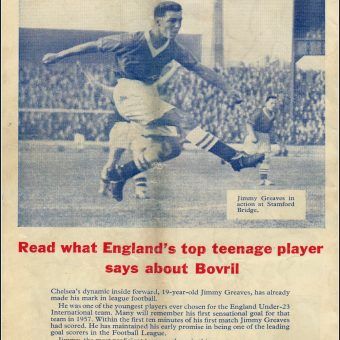 Jimmy Greaves in
action at Stamford
Bridge.
Read what England's top teenage player
says about Bovril
Chelsea's dynamic inside forward, 19-year-old Jimmy Greaves, has already
made his mark in league football.
He was one of the youngest players ever chosen for the England Under-23
International team. Many will remember his first sensational goal for that
team in 1957. Within the first ten minutes of his first match Jimmy Greaves
had scored. He has maintained his early promise in being one of the leading
goal scorers in the Football League.